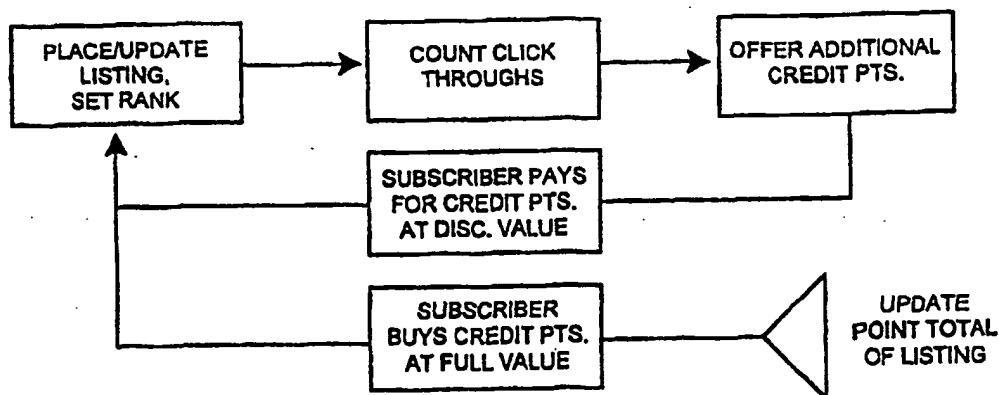 PLACE/UPDATE
LISTING,
SET RANK
COUNT CLICK
THROUGHS
OFFER ADDITIONAL
CREDIT PTS.
SUBSCRIBER PAYS
FOR CREDIT PTS.
AT DISC. VALUE
SUBSCRIBER
BUYS CREDIT PTS.
AT FULL VALUE
UPDATE
POINT TOTAL
OF LISTING